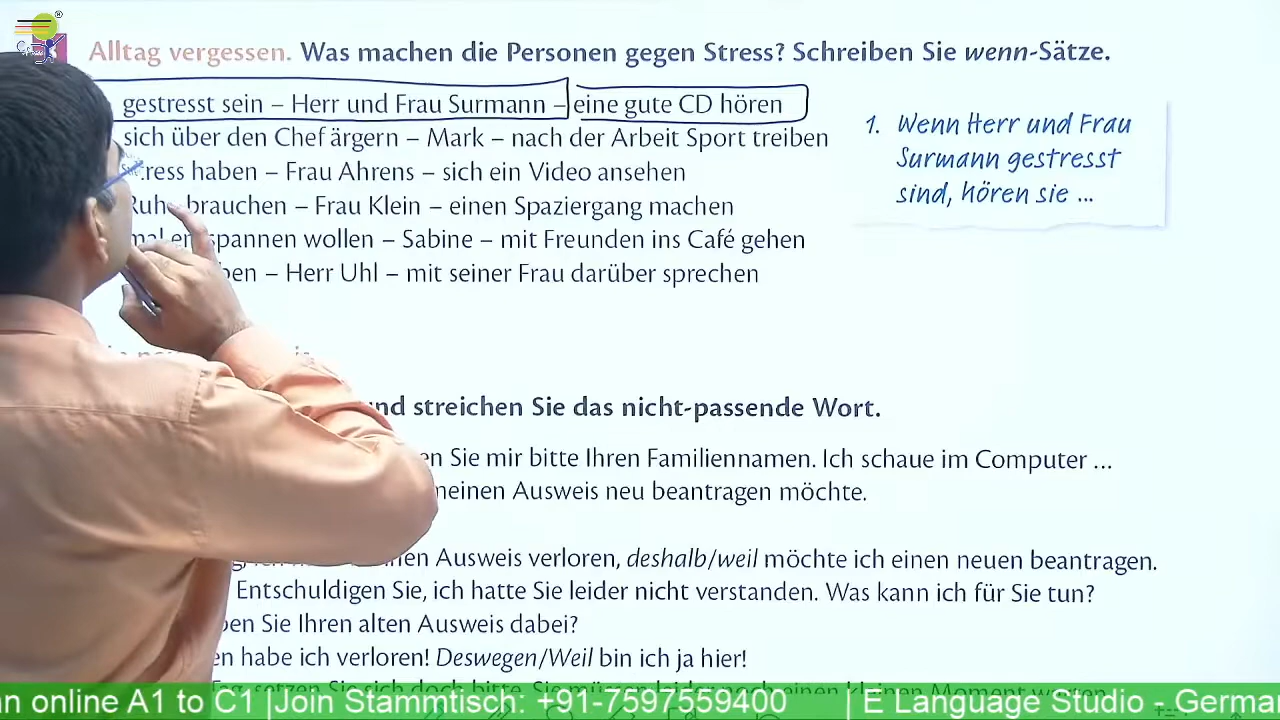 Alltag vergessen. Was machen die Personen gegen Stress? Schreiben Sie wenn-Sätze.
gestresst sein – Herr und Frau Surmann – eine gute CD hören
sich über den Chef ärgern – Mark – nach der Arbeit Sport treiben
haben – Frau Ahrens – sich ein Video ansehen
brauchen – Frau Klein – einen Spaziergang machen
wollen – Sabine – mit Freunden ins Café gehen
– Herr Uhl – mit seiner Frau darüber sprechen
1. Wenn Herr und Frau
Surmann gestresst
sind, hören sie ...
und streichen Sie das nicht-passende Wort.
Sie mir bitte Ihren Familiennamen. Ich schaue im Computer ...
meinen Ausweis neu beantragen möchte.
Ausweis verloren, deshalb/weil möchte ich einen neuen beantragen.
Entschuldigen Sie, ich hatte Sie leider nicht verstanden. Was kann ich für Sie tun?
Sie Ihren alten Ausweis dabei?
habe ich verloren! Deswegen/Weil bin ich ja hier!
an online A1 to C1 |Join Stammtisch: +91-7597559400 | E Language Studio - Germa